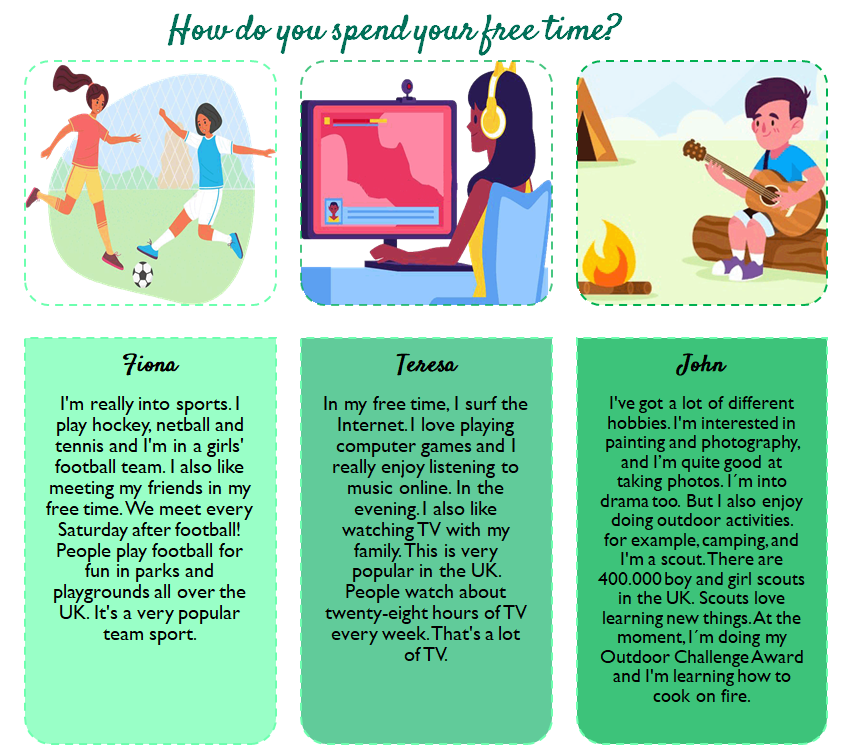 How do you spend your free time?
Fiona
I'm really into sports. I
play hockey, netball and
tennis and I'm in a girls'
football team. I also like
meeting my friends in my
free time. We meet every
Saturday after football!
People play football for
fun in parks and
playgrounds all over the
UK. It's a very popular
team sport.
Teresa
In my free time, I surf the
Internet. I love playing
computer games and I
really enjoy listening to
music online. In the
evening.I also like
watching TV with my
family. This is very
popular in the UK.
People watch about
twenty-eight hours of TV
every week. That's a lot
of TV.
John
I've got a lot of different
hobbies. I'm interested in
painting and photography,
and I'm quite good at
taking photos. I´m into
drama too. But I also enjoy
doing outdoor activities.
for example, camping, and
I'm a scout. There are
400.000 boy and girl scouts
in the UK. Scouts love
learning new things. At the
moment, I´m doing my
Outdoor Challenge Award
and I'm learning how to
cook on fire.